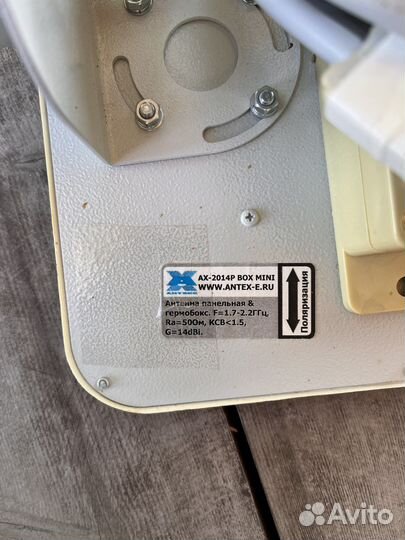 AX-2014P BOX MINI
WWW.ANTEX-E.RU
Антенна панельная &
гермобокс. F=1.7-2.2ГГц,
Ra=50Ом, КСВ<1.5,
G=14dBi.
Поляризация
Avito